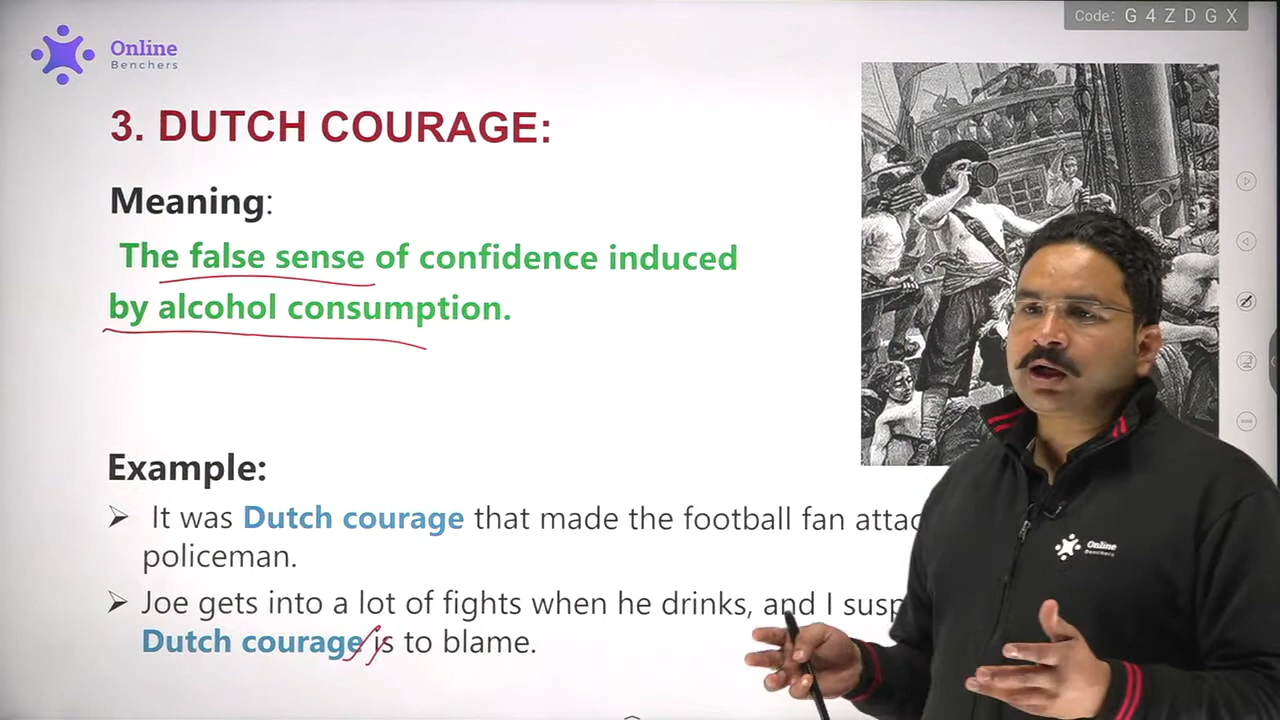 Code: G 4 Z D G X
Online
Benchers
3. DUTCH COURAGE:
Meaning:
The false sense of confidence induced
by alcohol consumption.
Example:
➢ It was Dutch courage that made the football fan
policeman.
➢ Joe gets into a lot of fights when he drinks, and I
Dutch courage is to blame.
Online
Benchers